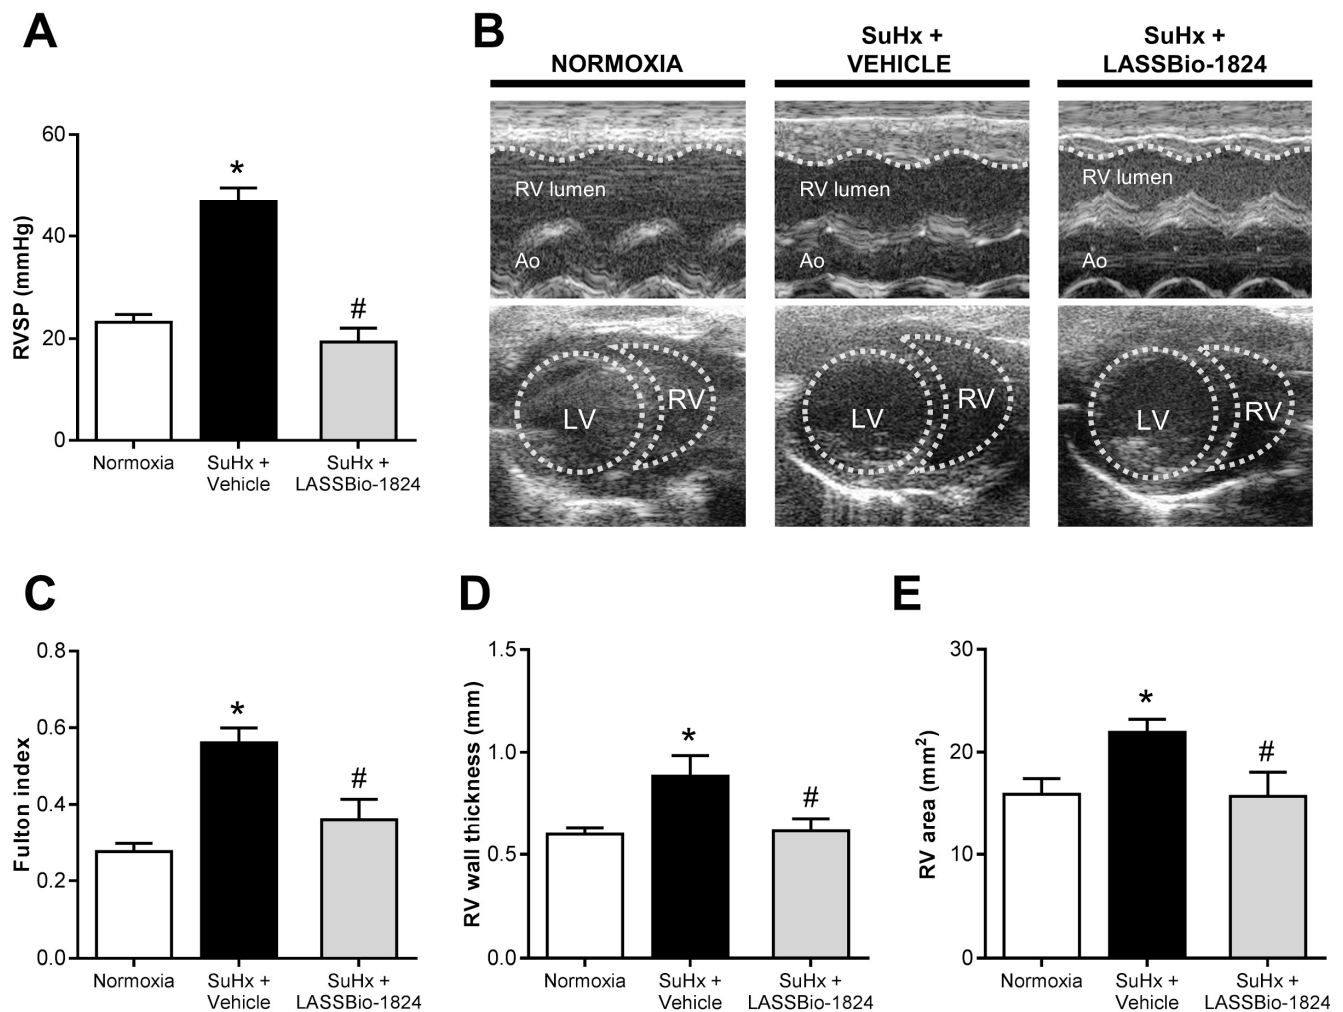 A
RVSP (mmHg)
60
40
20
0
*
#
Normoxia
SuHx +
Vehicle
SuHx +
LASSBio-1824
B
NORMOXIA
SuHx +
VEHICLE
SuHx +
LASSBio-1824
RV lumen
Ao
RV lumen
Ao
RV lumen
Ao
LV
RV
LV
RV
LV
RV
C
Fulton index
0.8
0.6
0.4
0.2
0.0
*
#
Normoxia
SuHx +
Vehicle
SuHx +
LASSBio-1824
D
RV wall thickness (mm)
1.5
1.0
0.5
0.0
*
#
Normoxia
SuHx +
Vehicle
SuHx +
LASSBio-1824
E
RV area (mm²)
30
20
10
0
*
#
Normoxia
SuHx +
Vehicle
SuHx +
LASSBio-1824